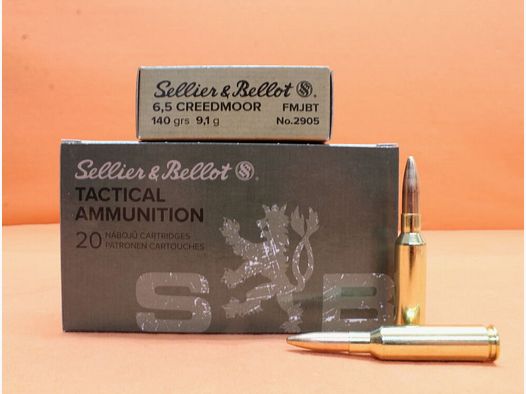 Sellier & Bellot S.
6,5 CREEDMOOR FMJBT
140 grs 9,1 g No.2905
Sellier & Bellot S.
TACTICAL
AMMUNITION
20 NÁBOJŮ CARTRIDGES
PATRONEN CARTOUCHES
S B